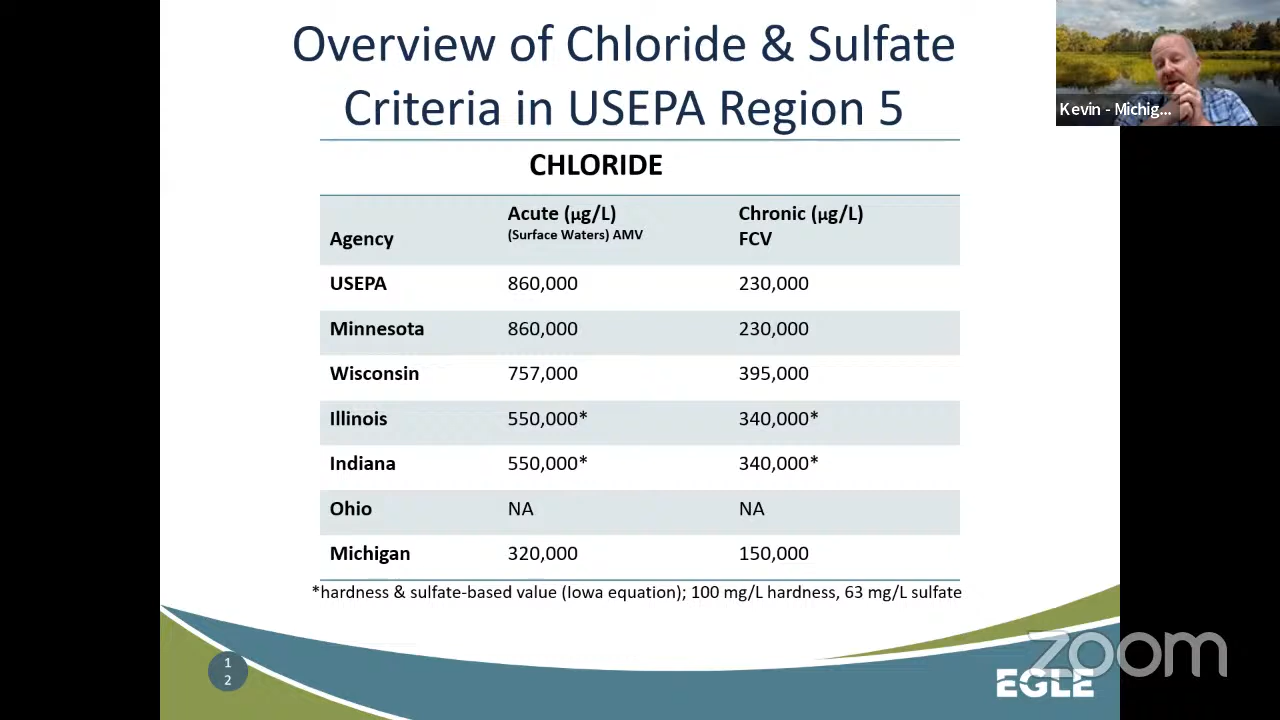 Overview of Chloride & Sulfate
Criteria in USEPA Region 5
Kevin - Michig...
CHLORIDE
Agency Acute (µg/L) Chronic (µg/L)
(Surface Waters) AMV FCV
USEPA 860,000 230,000
Minnesota 860,000 230,000
Wisconsin 757,000 395,000
Illinois 550,000* 340,000*
Indiana 550,000* 340,000*
Ohio NA NA
Michigan 320,000 150,000
*hardness & sulfate-based value (Iowa equation); 100 mg/L hardness, 63 mg/L sulfate
1
2
zoom
EGLE